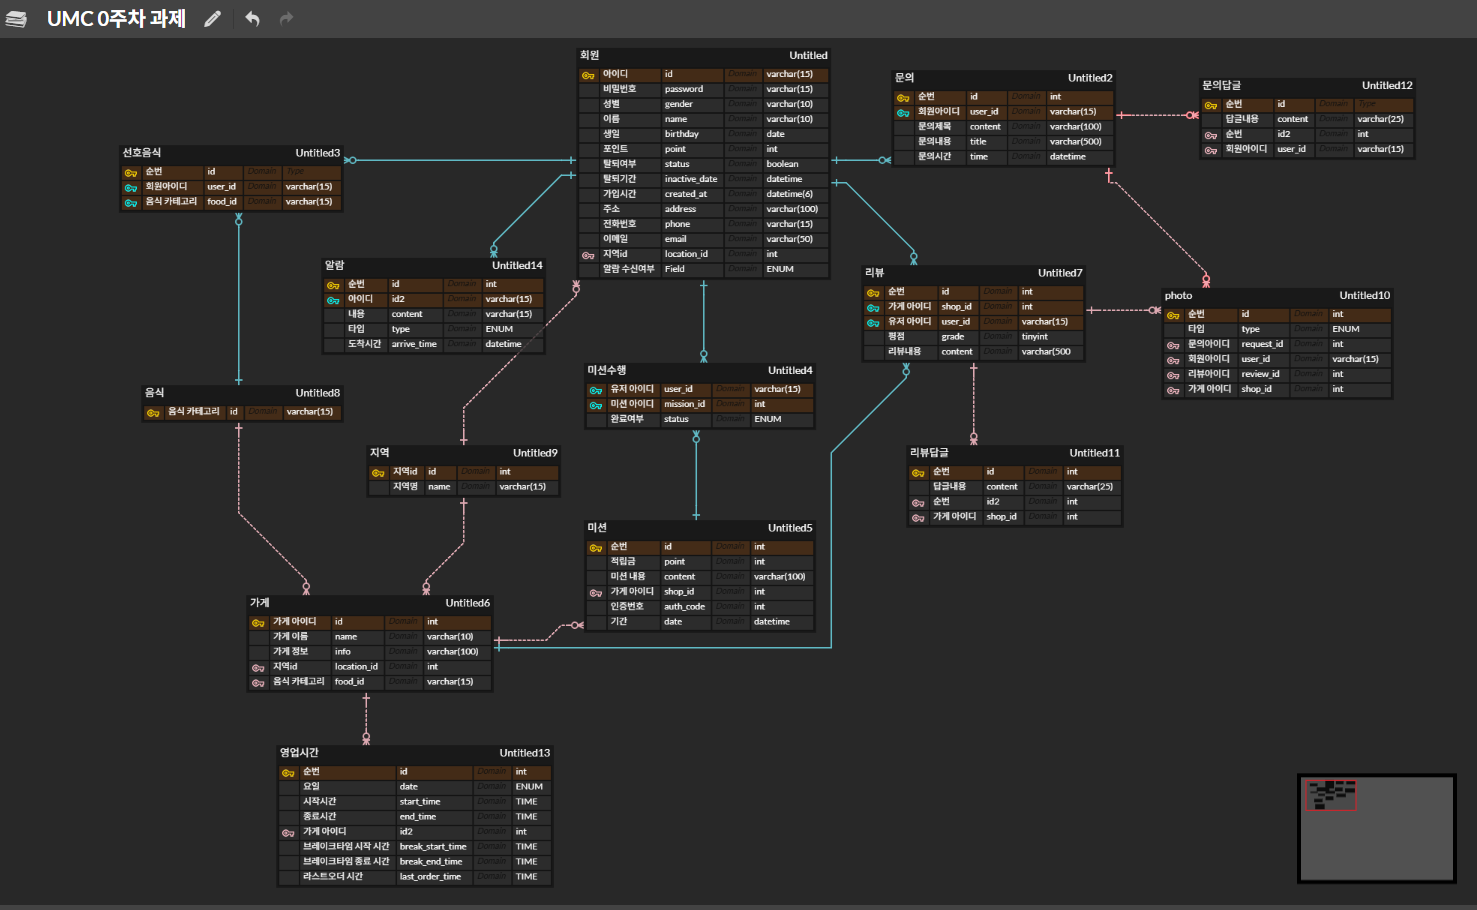 UMC 0주차 과제
회원 Untitled
아이디 id Domain varchar(15)
비밀번호 password Domain varchar(15)
성별 gender Domain varchar(10)
이름 name Domain varchar(10)
생일 birthday Domain date
포인트 point Domain int
탈퇴여부 status Domain boolean
탈퇴기간 inactive_date Domain datetime
가입시간 created_at Domain datetime(6)
주소 address Domain varchar(100)
전화번호 phone Domain varchar(15)
이메일 email Domain varchar(50)
지역id location_id Domain int
알람 수신여부 Field Domain ENUM
문의 Untitled2
순번 id Domain int
회원아이디 user_id Domain varchar(15)
문의제목 content Domain varchar(100)
문의내용 title Domain varchar(500)
문의시간 time Domain datetime
문의답글 Untitled12
순번 id Domain Type
답글내용 content Domain varchar(25)
순번 id2 Domain int
회원아이디 user_id Domain varchar(15)
선호음식 Untitled3
순번 id Domain Type
회원아이디 user_id Domain varchar(15)
음식 카테고리 food_id Domain varchar(15)
알람 Untitled14
순번 id Domain int
아이디 id2 Domain varchar(15)
내용 content Domain varchar(15)
타입 type Domain ENUM
도착시간 arrive_time Domain datetime
리뷰 Untitled7
순번 id Domain int
가게 아이디 shop_id Domain int
유저 아이디 user_id Domain varchar(15)
평점 grade Domain tinyint
리뷰내용 content Domain varchar(500
photo Untitled10
순번 id Domain int
타입 type Domain ENUM
문의아이디 request_id Domain int
회원아이디 user_id Domain varchar(15)
리뷰아이디 review_id Domain int
가게 아이디 shop_id Domain int
미션수행 Untitled4
유저 아이디 user_id Domain varchar(15)
미션 아이디 mission_id Domain int
완료여부 status Domain ENUM
음식 Untitled8
음식 카테고리 id Domain varchar(15)
지역 Untitled9
지역id id Domain int
지역명 name Domain varchar(15)
리뷰답글 Untitled11
순번 id Domain int
답글내용 content Domain varchar(25)
순번 id2 Domain int
가게 아이디 shop_id Domain int
미션 Untitled5
순번 id Domain int
적립금 point Domain int
미션 내용 content Domain varchar(100)
가게 아이디 shop_id Domain int
인증번호 auth_code Domain int
기간 date Domain datetime
가게 Untitled6
가게 아이디 id Domain int
가게 이름 name Domain varchar(10)
가게 정보 info Domain varchar(100)
지역id location_id Domain int
음식 카테고리 food_id Domain varchar(15)
영업시간 Untitled13
순번 id Domain int
요일 date Domain ENUM
시작시간 start_time Domain TIME
종료시간 end_time Domain TIME
가게 아이디 id2 Domain int
브레이크타임 시작 시간 break_start_time Domain TIME
브레이크타임 종료 시간 break_end_time Domain TIME
라스트오더 시간 last_order_time Domain TIME